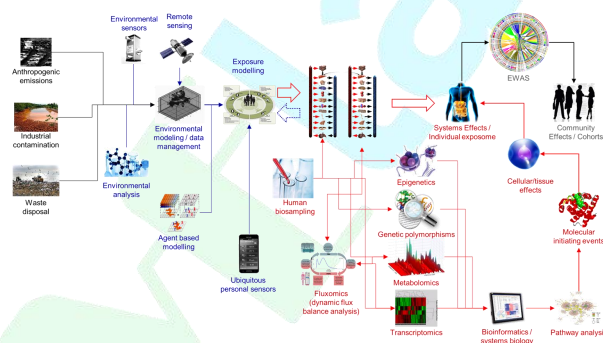 Environmental
sensors
Remote
sensing
Anthropogenic
emissions
Industrial
contamination
Waste
disposal
Environmental
analysis
Environmental
modeling / data
management
Agent based
modelling
Exposure
modelling
Ubiquitous
personal sensors
Human
biosampling
Fluxomics
(dynamic flux
balance analysis)
Epigenetics
Genetic polymorphisms
Metabolomics
Transcriptomics
Systems Effects /
Individual exposome
EWAS
Community
Effects / Cohorts
Cellular/tissue
effects
Molecular
initiating events
Pathway analysis
Bioinformatics /
systems biology